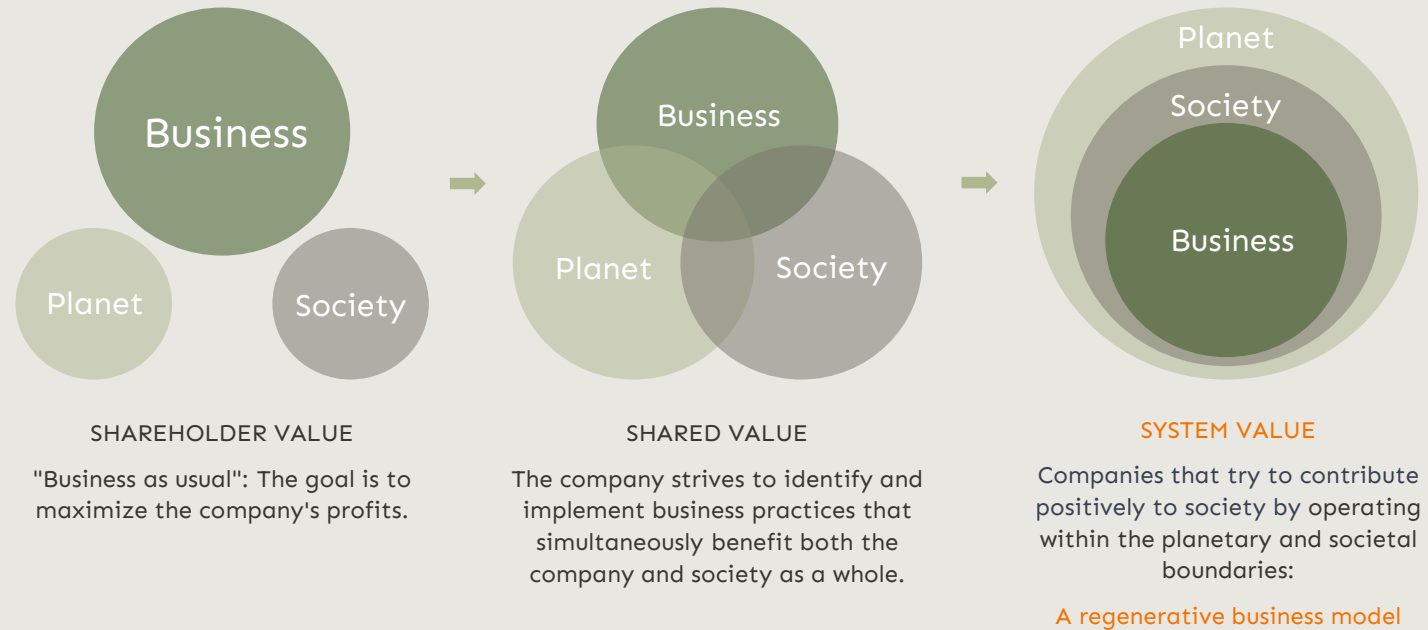 Business
Planet
Society
SHAREHOLDER VALUE
"Business as usual": The goal is to
maximize the company's profits.
Business
Planet
Society
SHARED VALUE
The company strives to identify and
implement business practices that
simultaneously benefit both the
company and society as a whole.
Planet
Society
Business
SYSTEM VALUE
Companies that try to contribute
positively to society by operating
within the planetary and societal
boundaries:
A regenerative business model